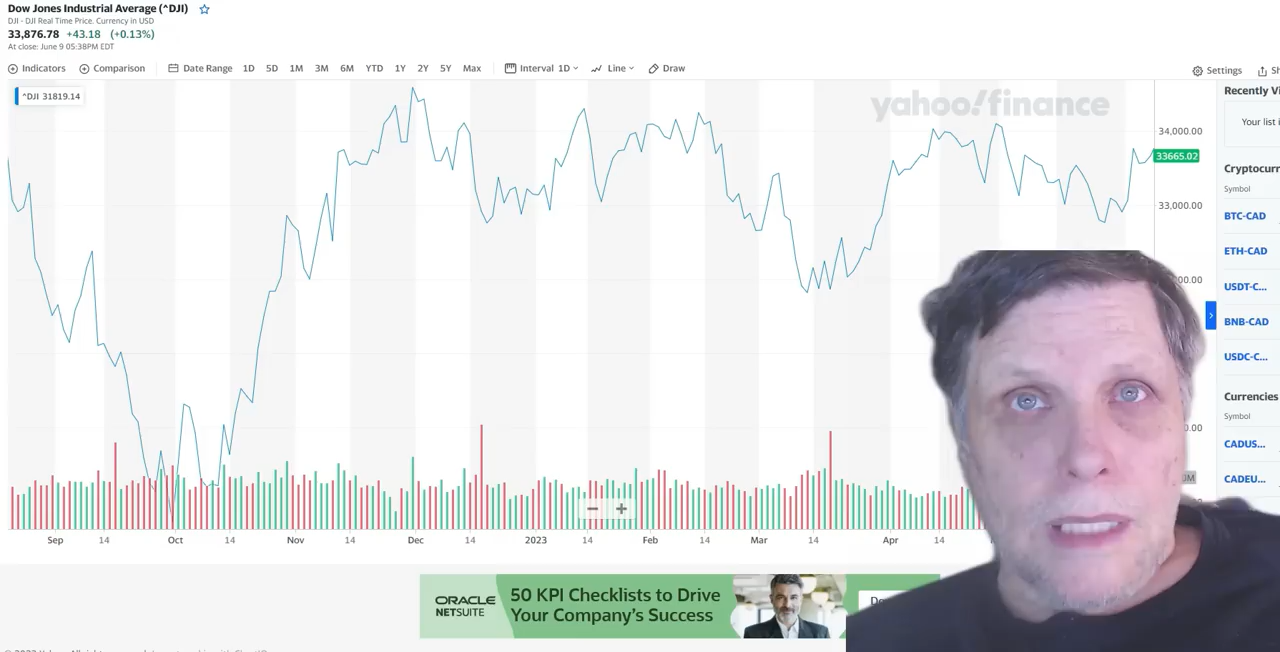 Dow Jones Industrial Average (^DJI)
DJI - DJI Real Time Price. Currency in USD
33,876.78 +43.18 (+0.13%)
At close: June 9 05:38PM EDT
Indicators Comparison Date Range 1D 5D 1M 3M 6M YTD 1Y 2Y 5Y Max Interval 1D Line Draw Settings
^DJI 31819.14
yahoo!finance
34,000.00
33665.02
33,000.00
Recently Vi
Your list i
Cryptocurr
Symbol
BTC-CAD
ETH-CAD
USDT-C...
BNB-CAD
USDC-C...
Currencies
Symbol
CADUS...
CADEU...
Sep 14 Oct 14 Nov 14 Dec 14 2023 14 Feb 14 Mar 14 Apr 14
ORACLE
NETSUITE
50 KPI Checklists to Drive
Your Company's Success